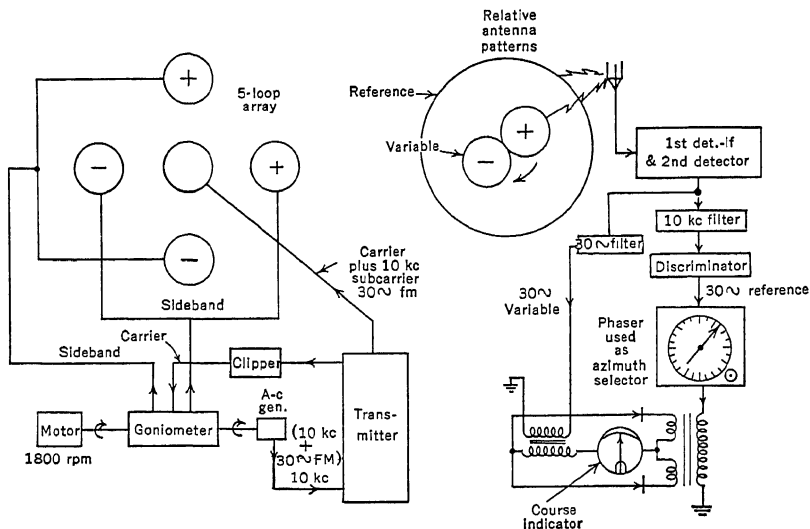 Relative
antenna
patterns
5-loop
array
Reference
Variable
+
−
+
−
+
−
1st det.-if
& 2nd detector
10 kc filter
30~filter
Discriminator
30~ reference
30~
Variable
Carrier
plus 10 kc
subcarrier
30~ fm
Sideband
Carrier
Sideband
Clipper
A-c
gen.
Motor
1800 rpm
Goniometer
(10 kc
+
30~FM)
10 kc
Trans-
mitter
Phaser
used
as
azimuth
selector
Course
Indicator